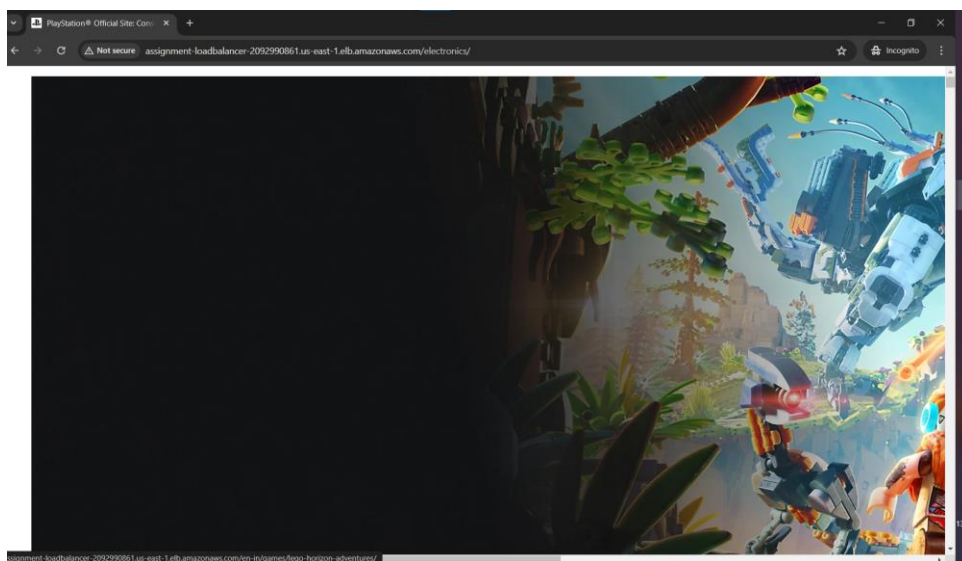 PlayStation® Official Site: Cons
Not secure
assignment-loadbalancer-2092990861.us-east-1.elb.amazonaws.com/electronics/
Incognito
assignment-loadbalancer-2092990861.us-east-1.elb.amazonaws.com/en-in/games/lego-horizon-adventures/